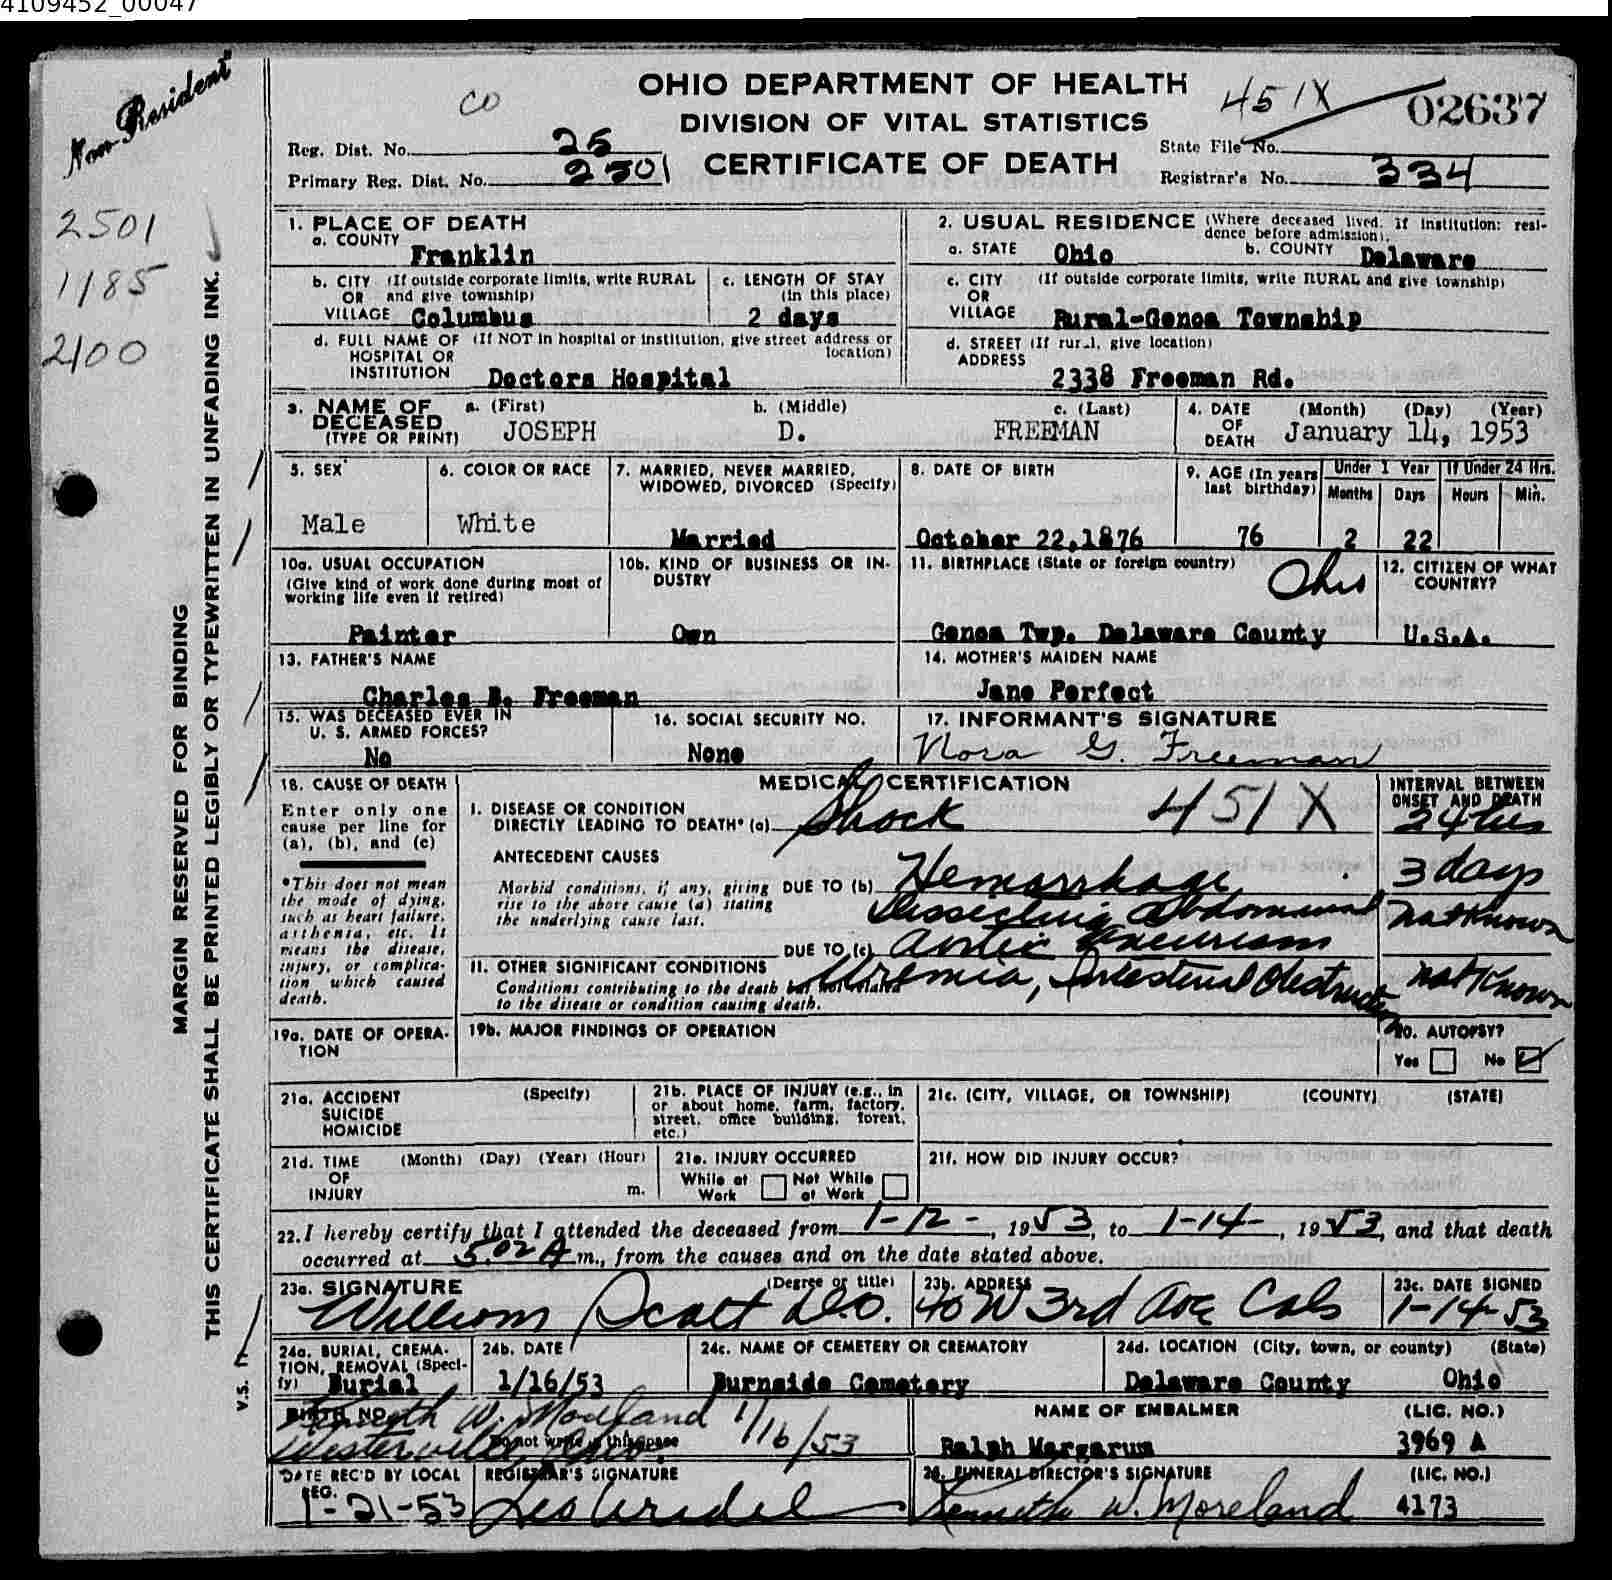 4109452_00047
Non-Resident
2501
1185
2100
MARGIN RESERVED FOR BINDING
THIS CERTIFICATE SHALL BE PRINTED LEGIBLY OR TYPEWRITTEN IN UNFADING INK.
V.S. 7
OHIO DEPARTMENT OF HEALTH
DIVISION OF VITAL STATISTICS
CERTIFICATE OF DEATH
CO
451X
02637
Reg. Dist. No. 25
Primary Reg. Dist. No. 2501
State File No.
Registrar's No. 334
1. PLACE OF DEATH
a. COUNTY Franklin
2. USUAL RESIDENCE (Where deceased lived. If institution: resi-
dence before admission).
a. STATE Ohio b. COUNTY Delaware
b. CITY (If outside corporate limits, write RURAL
OR and give township)
VILLAGE Columbus
c. LENGTH OF STAY
(in this place)
2 days
c. CITY (If outside corporate limits, write RURAL and give township)
OR
VILLAGE Rural-Genoa Township
d. FULL NAME OF (If NOT in hospital or institution, give street address or
HOSPITAL OR location)
INSTITUTION Doctors Hospital
d. STREET (If rural, give location)
ADDRESS
2338 Freeman Rd.
3. NAME OF
DECEASED
(TYPE OR PRINT)
a. (First) b. (Middle) c. (Last)
JOSEPH D. FREEMAN
4. DATE (Month) (Day) (Year)
OF
DEATH January 14, 1953
5. SEX
Male
6. COLOR OR RACE
White
7. MARRIED, NEVER MARRIED,
WIDOWED, DIVORCED (Specify)
Married
8. DATE OF BIRTH
October 22,1876
9. AGE (In years
last birthday)
76
Under 1 Year
Months Days
2 22
If Under 24 Hrs.
Hours Min.
10a. USUAL OCCUPATION
(Give kind of work done during most of
working life even if retired)
Painter
10b. KIND OF BUSINESS OR IN-
DUSTRY
Own
11. BIRTHPLACE (State or foreign country)
Ohio
Genoa Twp. Delaware County
12. CITIZEN OF WHAT
COUNTRY?
U.S.A.
13. FATHER'S NAME
Charles B. Freeman
14. MOTHER'S MAIDEN NAME
Jane Perfect
15. WAS DECEASED EVER IN
U. S. ARMED FORCES?
No
16. SOCIAL SECURITY NO.
None
17. INFORMANT'S SIGNATURE
Nora G. Freeman
18. CAUSE OF DEATH
Enter only one
cause per line for
(a), (b), and (c)
*This does not mean
the mode of dying,
such as heart failure,
asthenia, etc. It
means the disease,
injury, or complica-
tion which caused
death.
MEDICAL CERTIFICATION
I. DISEASE OR CONDITION
DIRECTLY LEADING TO DEATH* (a) Shock 451X
ANTECEDENT CAUSES
Morbid conditions, if any, giving DUE TO (b) Hemorrhage
rise to the above cause (a) stating
the underlying cause last.
Dissecting abdominal
DUE TO (c) aortic aneurism
II. OTHER SIGNIFICANT CONDITIONS Uremia, Intestinal Obstruction
Conditions contributing to the death but not related
to the disease or condition causing death.
INTERVAL BETWEEN
ONSET AND DEATH
24 hrs
3 days
not known
not known
19a. DATE OF OPERA-
TION
19b. MAJOR FINDINGS OF OPERATION
20. AUTOPSY?
Yes No ✓
21a. ACCIDENT (Specify)
SUICIDE
HOMICIDE
21b. PLACE OF INJURY (e.g., in
or about home, farm, factory,
street, office building, forest,
etc.)
21c. (CITY, VILLAGE, OR TOWNSHIP) (COUNTY) (STATE)
21d. TIME (Month) (Day) (Year) (Hour)
OF
INJURY m.
21e. INJURY OCCURRED
While at Not While
Work at Work
21f. HOW DID INJURY OCCUR?
22. I hereby certify that I attended the deceased from 1-12-, 1953, to 1-14-, 1953, and that death
occurred at 5:02 A m., from the causes and on the date stated above.
23a. SIGNATURE (Degree or title)
William Scott D.O.
23b. ADDRESS
40 W 3rd Ave Cols
23c. DATE SIGNED
1-14-53
24a. BURIAL, CREMA-
TION, REMOVAL (Speci-
fy) Burial
24b. DATE
1/16/53
24c. NAME OF CEMETERY OR CREMATORY
Burnside Cemetery
24d. LOCATION (City, town, or county) (State)
Delaware County Ohio
BIRTH NO.
Kenneth W. Moreland 1/16/53
Westerville, Ohio.
Do not write in this space
NAME OF EMBALMER (LIC. NO.)
Ralph Margarum 3969 A
DATE REC'D BY LOCAL
REG.
1-21-53
REGISTRAR'S SIGNATURE
25. FUNERAL DIRECTOR'S SIGNATURE (LIC. NO.)
Kenneth W. Moreland 4173